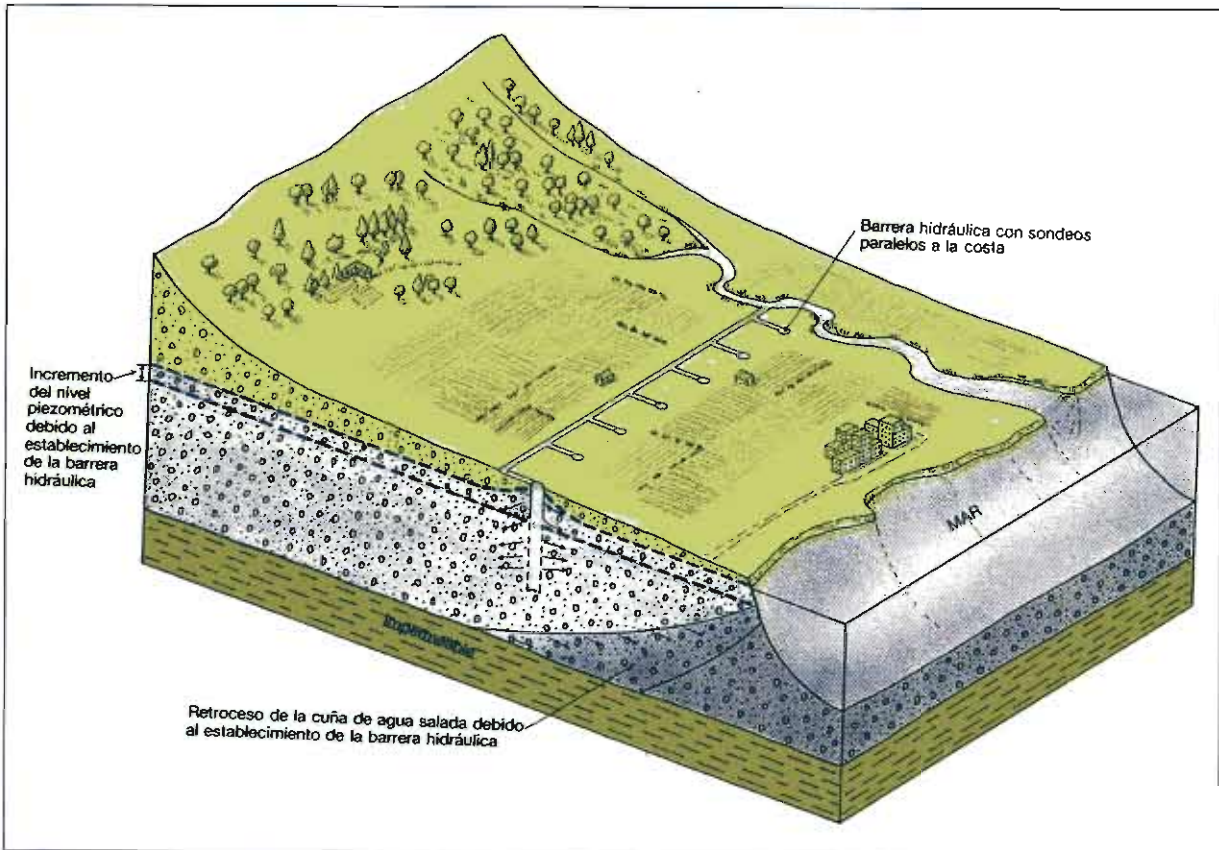 Barrera hidráulica con sondeos
paralelos a la costa
Incremento
del nivel
piezométrico
debido al
establecimiento
de la barrera
hidráulica
MAR
Impermeable
Retroceso de la cuña de agua salada debido
al establecimiento de la barrera hidráulica